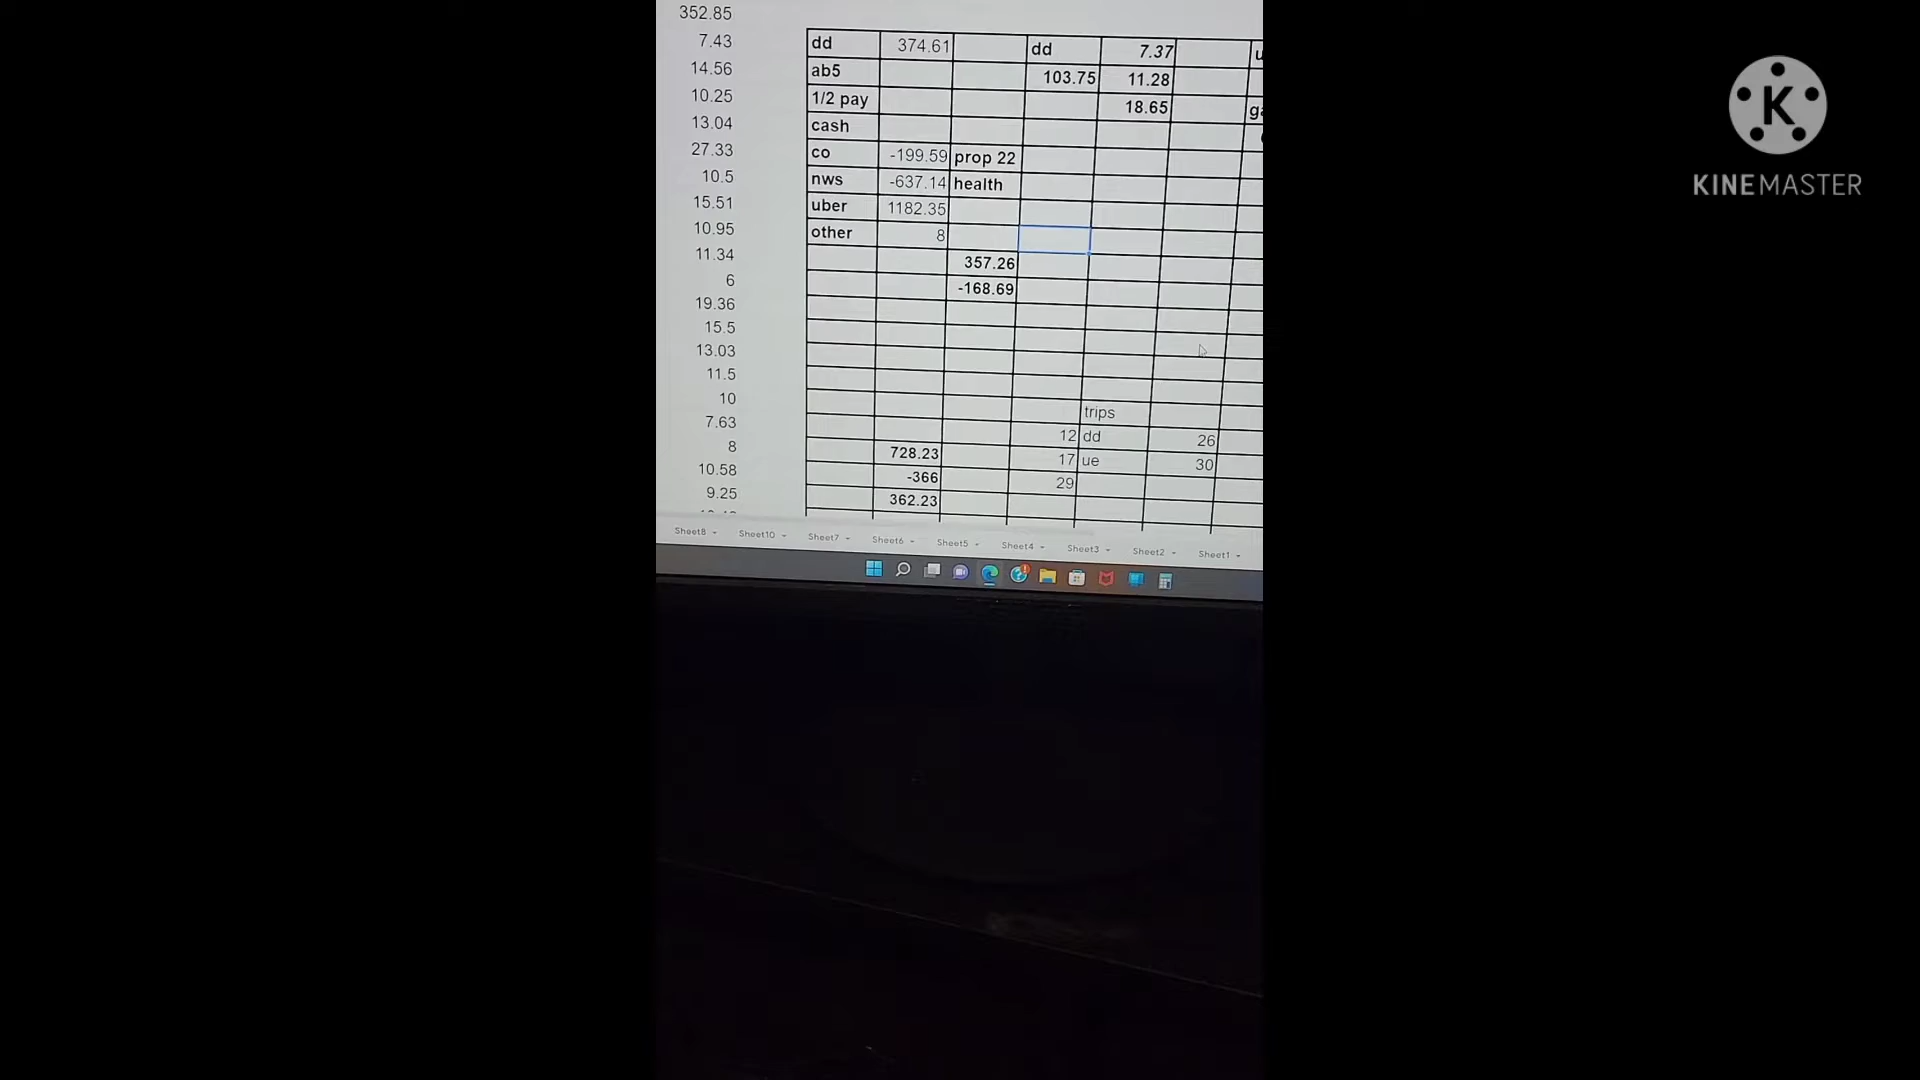 352.85
7.43 dd 374.61 dd 7.37 u
14.56 ab5 103.75 11.28
10.25 1/2 pay 18.65 ga
13.04 cash
27.33 co -199.59 prop 22
10.5 nws -637.14 health
15.51 uber 1182.35
10.95 other 8
11.34 357.26
6 -168.69
19.36
15.5
13.03
11.5
10 trips
7.63 12 dd 26
8 728.23 17 ue 30
10.58 -366 29
9.25 362.23
Sheet8 Sheet10 Sheet7 Sheet6 Sheet5 Sheet4 Sheet3 Sheet2 Sheet1
K
KINEMASTER